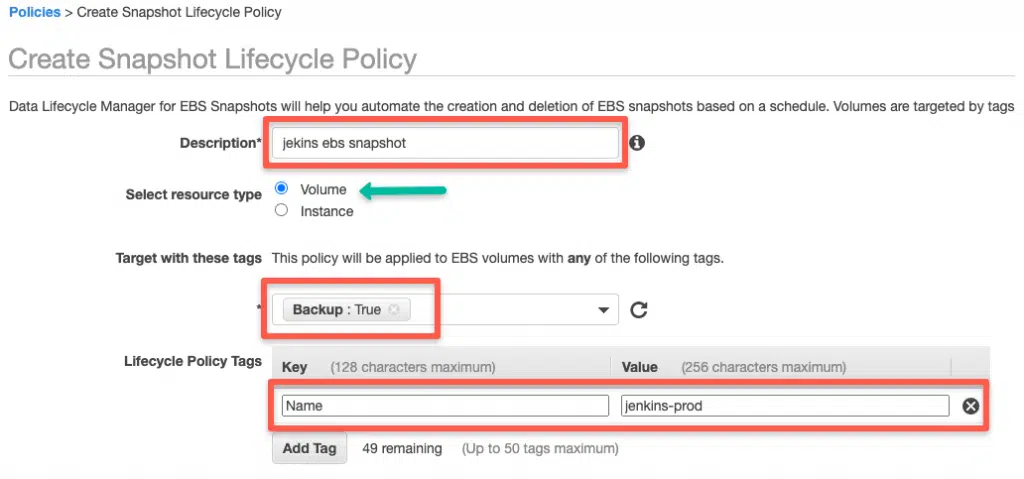 Policies > Create Snapshot Lifecycle Policy
Create Snapshot Lifecycle Policy
Data Lifecycle Manager for EBS Snapshots will help you automate the creation and deletion of EBS snapshots based on a schedule. Volumes are targeted by tags
Description* jekins ebs snapshot
Select resource type Volume
Instance
Target with these tags This policy will be applied to EBS volumes with any of the following tags.
* Backup : True
Lifecycle Policy Tags Key (128 characters maximum) Value (256 characters maximum)
Name jenkins-prod
Add Tag 49 remaining (Up to 50 tags maximum)